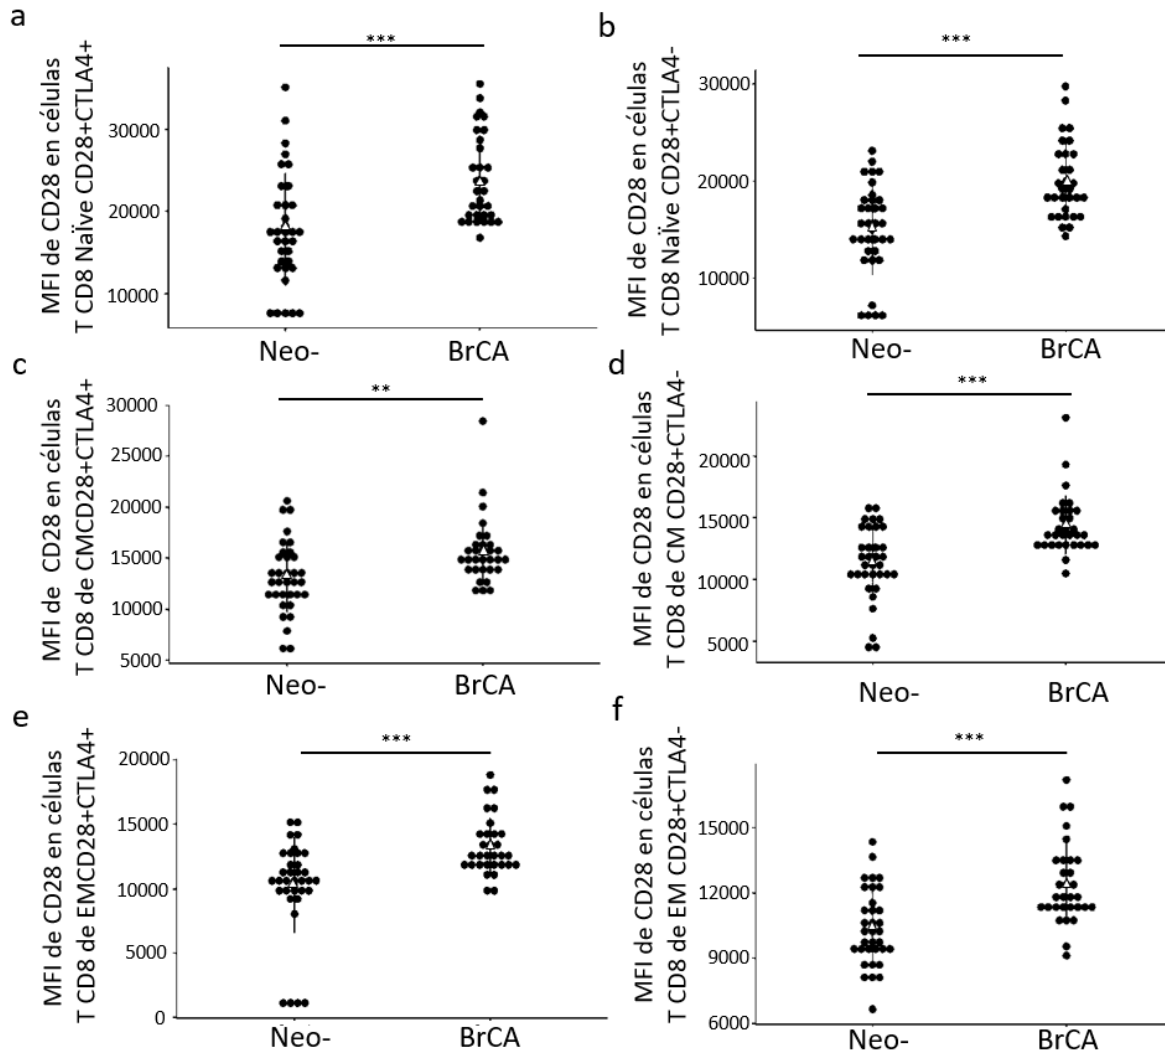 a
***
MFI de CD28 en células
T CD8 NaÏve CD28+CTLA4+
30000
20000
10000
Neo-
BrCA
b
***
MFI de CD28 en células
T CD8 NaÏve CD28+CTLA4-
30000
20000
10000
Neo-
BrCA
c
**
MFI de CD28 en células
T CD8 de CMCD28+CTLA4+
30000
25000
20000
15000
10000
5000
Neo-
BrCA
d
***
MFI de CD28 en células
T CD8 de CM CD28+CTLA4-
20000
15000
10000
5000
Neo-
BrCA
e
***
MFI de CD28 en células
T CD8 de EMCD28+CTLA4+
20000
15000
10000
5000
0
Neo-
BrCA
f
***
MFI de CD28 en células
T CD8 de EM CD28+CTLA4-
15000
12000
9000
6000
Neo-
BrCA